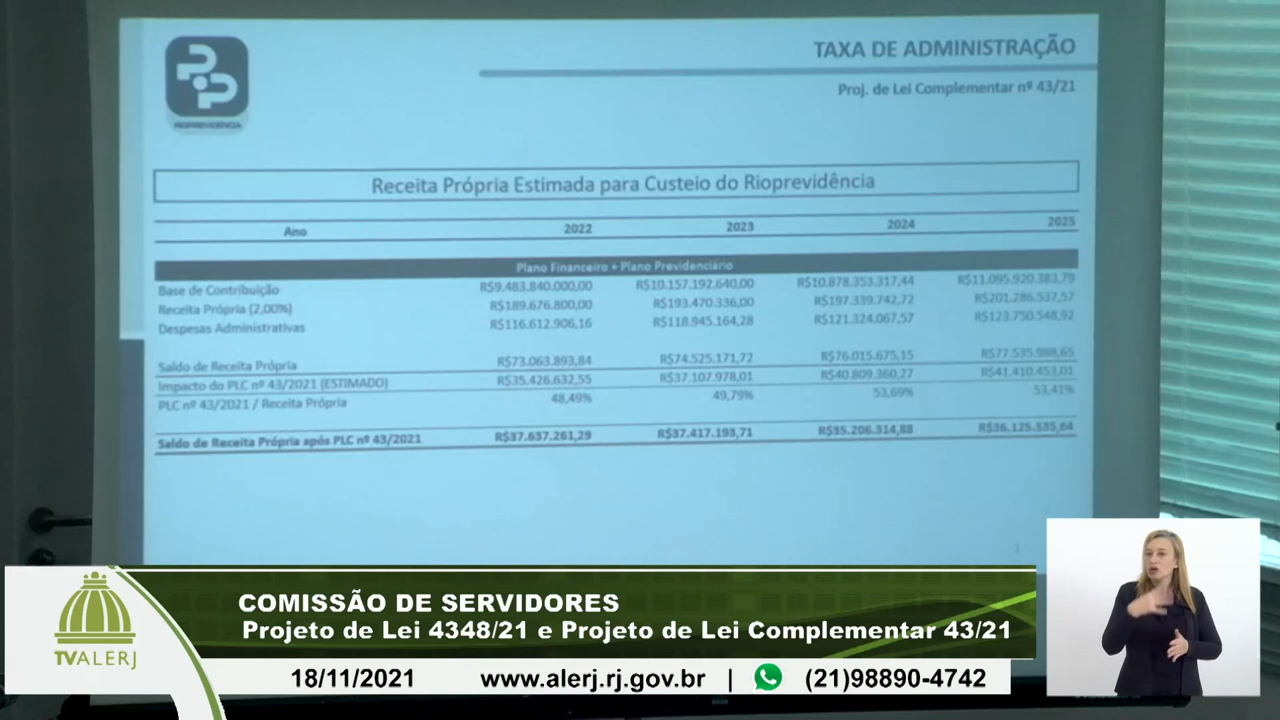 RIOPREVIDÊNCIA
TAXA DE ADMINISTRAÇÃO
Proj. de Lei Complementar nº 43/21
Receita Própria Estimada para Custeio do Rioprevidência
Ano 2022 2023 2024 2025
Plano Financeiro + Plano Previdenciário
Base de Contribuição R$9.483.840.000,00 R$10.157.192.640,00 R$10.878.353.317,44 R$11.095.920.383,79
Receita Própria (2,00%) R$189.676.800,00 R$193.470.336,00 R$197.339.742,72 R$201.286.537,57
Despesas Administrativas R$116.612.906,16 R$118.945.164,28 R$121.324.067,57 R$123.750.548,92
Saldo de Receita Própria R$73.063.893,84 R$74.525.171,72 R$76.015.675,15 R$77.535.988,65
Impacto do PLC nº 43/2021 (ESTIMADO) R$35.426.632,55 R$37.107.978,01 R$40.809.360,27 R$41.410.453,01
PLC nº 43/2021 / Receita Própria 48,49% 49,79% 53,69% 53,41%
Saldo de Receita Própria após PLC nº 43/2021 R$37.637.261,29 R$37.417.193,71 R$35.206.314,88 R$36.125.535,64
3
COMISSÃO DE SERVIDORES
Projeto de Lei 4348/21 e Projeto de Lei Complementar 43/21
TVALERJ
18/11/2021 www.alerj.rj.gov.br | (21)98890-4742